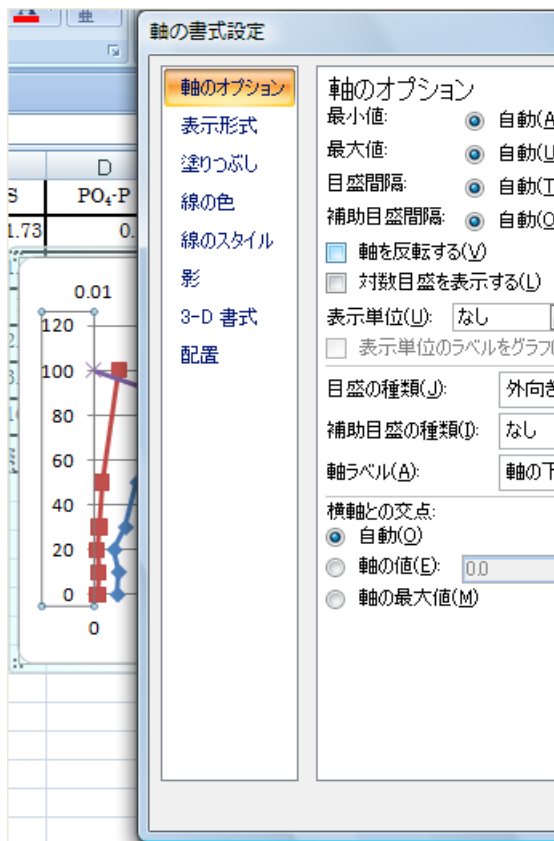 A 亜
軸の書式設定
軸のオプション
表示形式
塗りつぶし
線の色
線のスタイル
影
3-D 書式
配置
軸のオプション
最小値: 自動(A
最大値: 自動(U
目盛間隔: 自動(T
補助目盛間隔: 自動(O
軸を反転する(V)
対数目盛を表示する(L)
表示単位(U): なし
表示単位のラベルをグラフ(
目盛の種類(J): 外向き
補助目盛の種類(I): なし
軸ラベル(A): 軸の下
横軸との交点:
自動(O)
軸の値(E): 0.0
軸の最大値(M)
D
S PO₄-P
1.73 0.
0.01
120
100
80
60
40
20
0
0